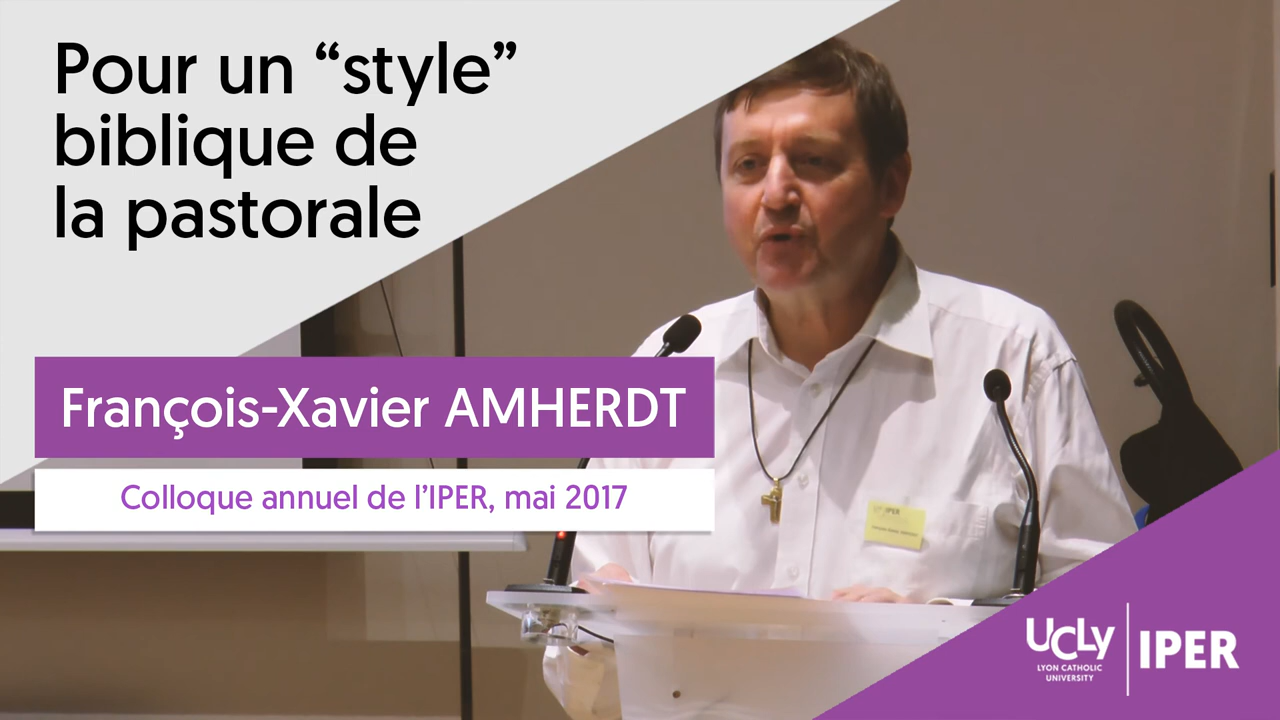 Pour un “style”
biblique de
la pastorale
François-Xavier AMHERDT
Colloque annuel de l’IPER, mai 2017
IPER
UCLy
LYON CATHOLIC
UNIVERSITY
IPER